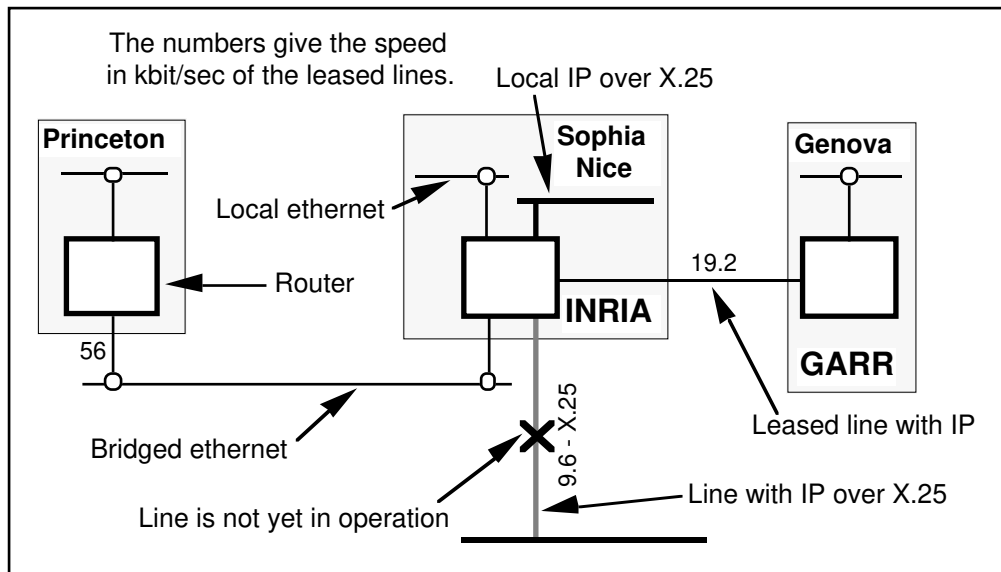 The numbers give the speed
in kbit/sec of the leased lines.
Local IP over X.25
Princeton
Sophia
Nice
Genova
Local ethernet
Router
19.2
INRIA
GARR
56
Bridged ethernet
9.6 - X.25
Leased line with IP
Line is not yet in operation
Line with IP over X.25